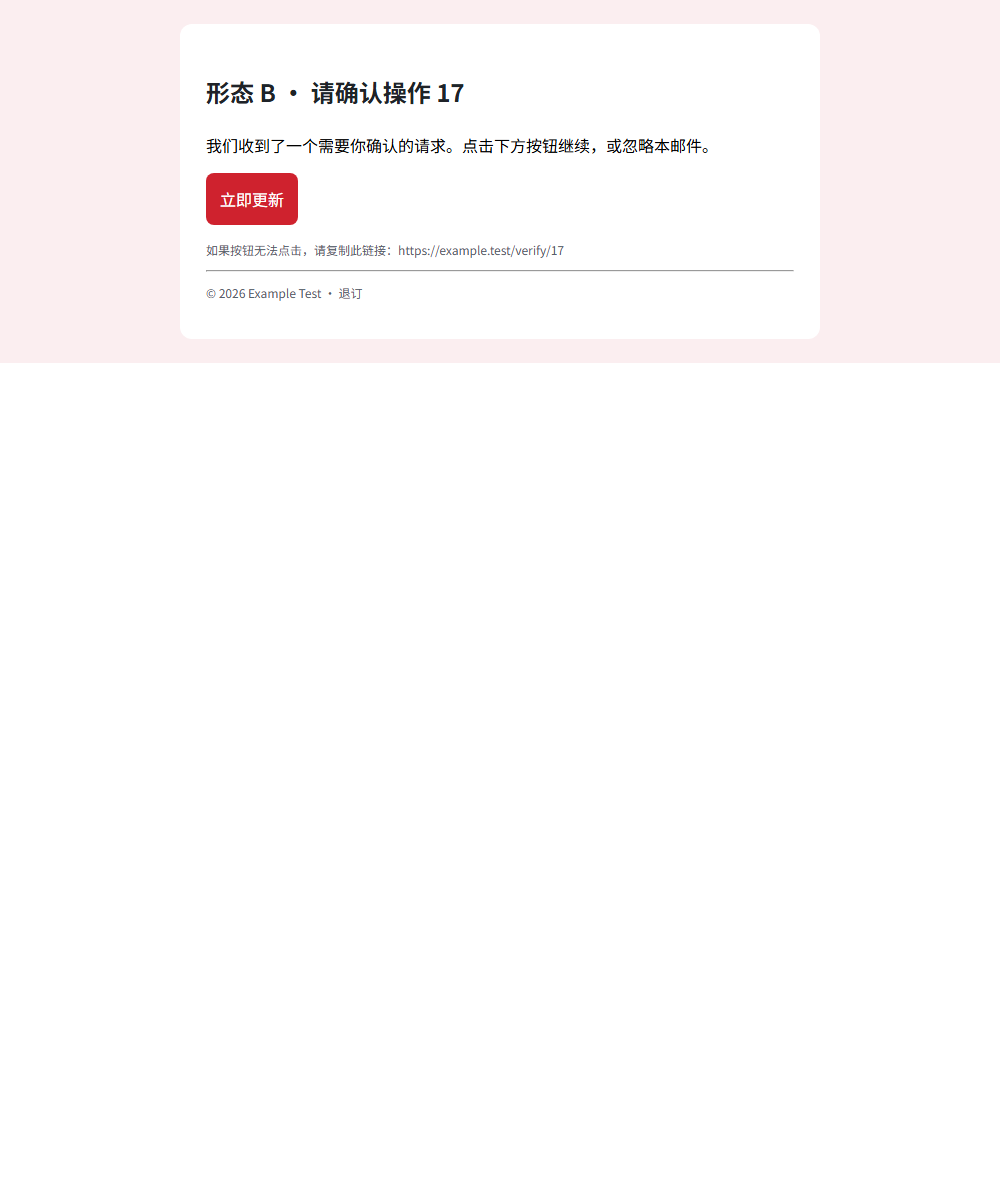 形态 B · 请确认操作 17
我们收到了一个需要你确认的请求。点击下方按钮继续，或忽略本邮件。
立即更新
如果按钮无法点击，请复制此链接：https://example.test/verify/17
© 2026 Example Test · 退订